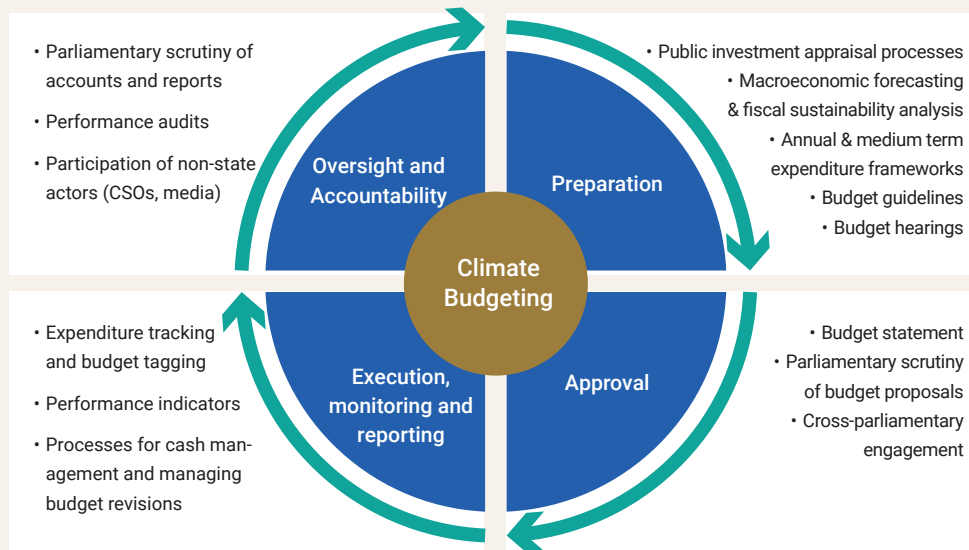 • Parliamentary scrutiny of
accounts and reports
• Performance audits
• Participation of non-state
actors (CSOs, media)
Oversight and
Accountability
Preparation
• Public investment appraisal processes
• Macroeconomic forecasting
& fiscal sustainability analysis
• Annual & medium term
expenditure frameworks
• Budget guidelines
• Budget hearings
Climate
Budgeting
• Expenditure tracking
and budget tagging
• Performance indicators
• Processes for cash man-
agement and managing
budget revisions
Execution,
monitoring and
reporting
Approval
• Budget statement
• Parliamentary scrutiny
of budget proposals
• Cross-parliamentary
engagement